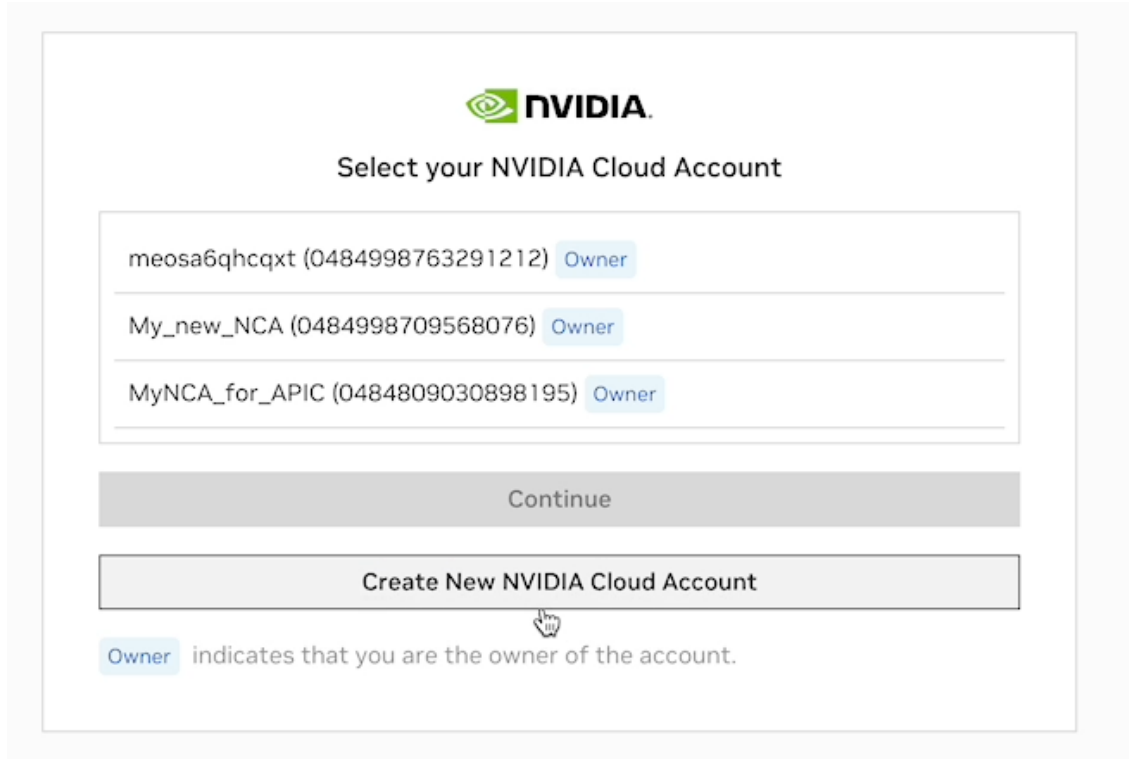 NVIDIA.
Select your NVIDIA Cloud Account
meosa6qhcqxt (0484998763291212) Owner
My_new_NCA (0484998709568076) Owner
MyNCA_for_APIC (0484809030898195) Owner
Continue
Create New NVIDIA Cloud Account
Owner indicates that you are the owner of the account.